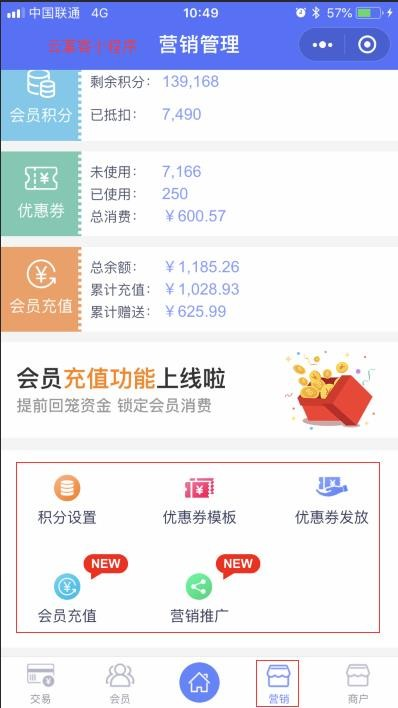 中国联通 4G 10:49 57%
云富客小程序 营销管理
剩余积分： 139,168
会员积分
已抵扣： 7,490
未使用： 7,166
已使用： 250
优惠券
总消费： ￥600.57
总余额： ￥1,185.26
累计充值： ￥1,028.93
会员充值
累计赠送： ￥625.99
会员充值功能上线啦
提前回笼资金 锁定会员消费
积分设置 优惠券模板 优惠券发放
NEW NEW
会员充值 营销推广
交易 会员 营销 商户